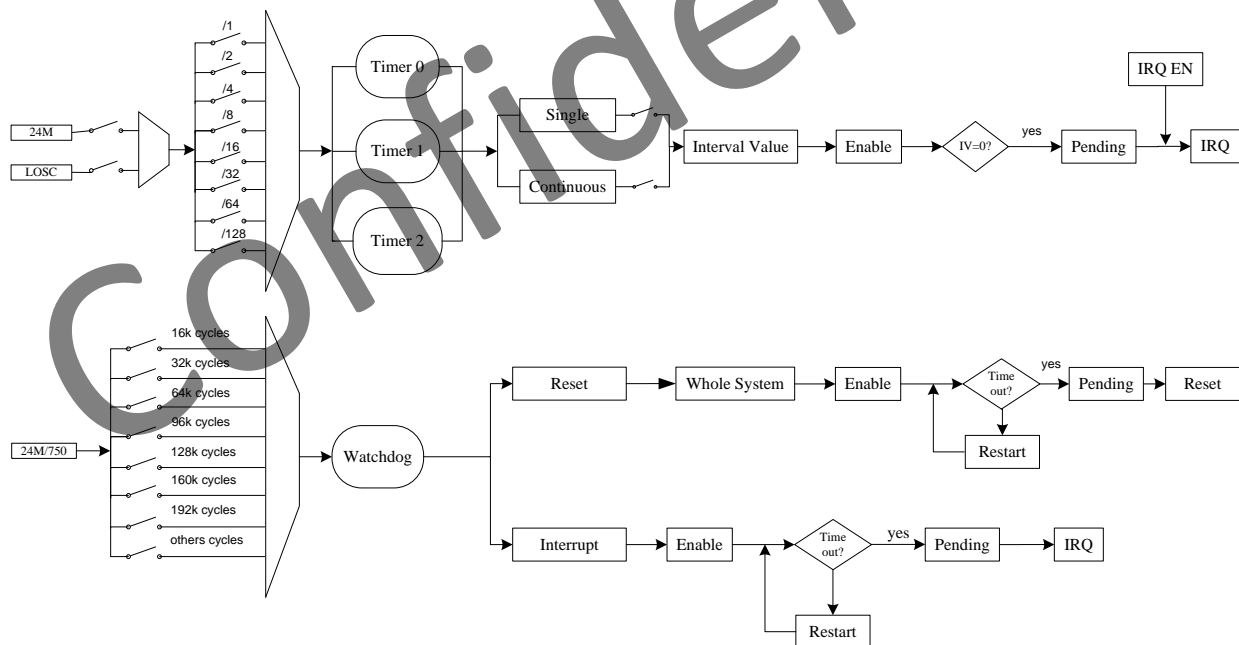 Confiden
/1
/2
/4
/8
/16
/32
/64
/128
24M
LOSC
Timer 0
Timer 1
Timer 2
Single
Continuous
Interval Value
Enable
IV=0?
yes
Pending
IRQ EN
IRQ
16k cycles
32k cycles
64k cycles
96k cycles
128k cycles
160k cycles
192k cycles
others cycles
24M/750
Watchdog
Reset
Whole System
Enable
Time
out?
yes
Pending
Reset
Restart
Interrupt
Enable
Time
out?
yes
Pending
IRQ
Restart